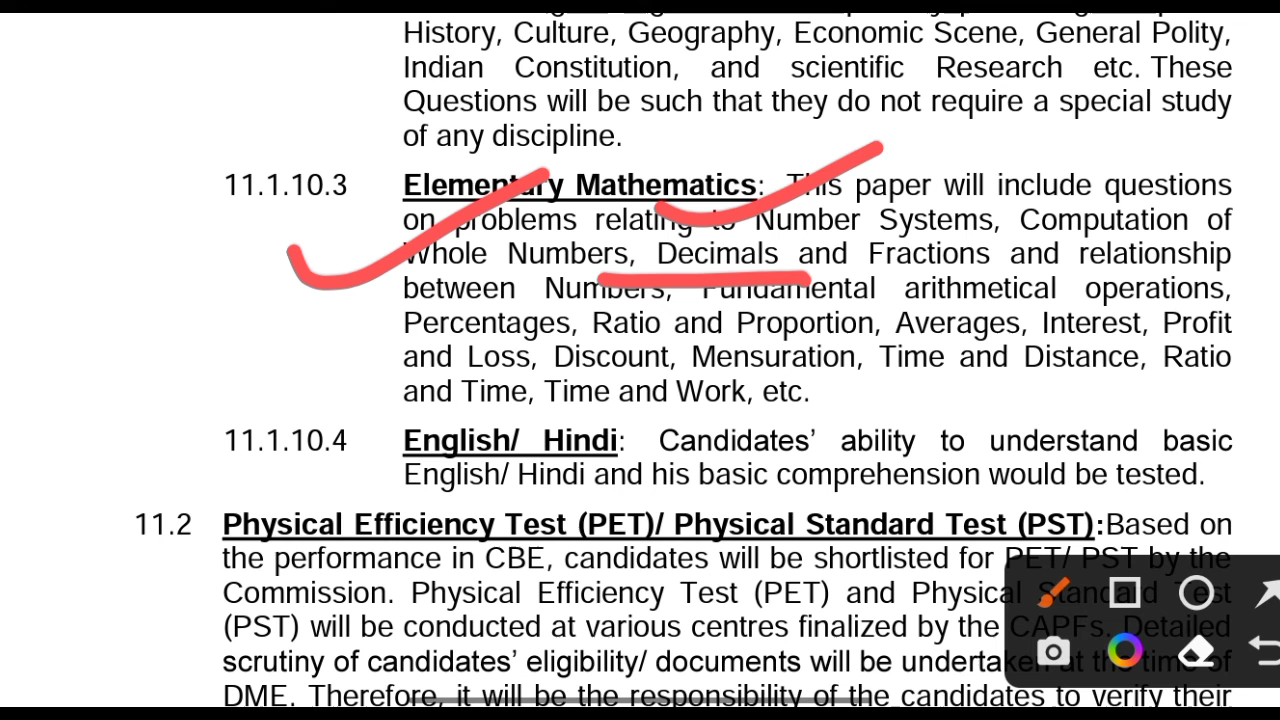 History, Culture, Geography, Economic Scene, General Polity,
Indian Constitution, and scientific Research etc. These
Questions will be such that they do not require a special study
of any discipline.
11.1.10.3 Elementary Mathematics: This paper will include questions
on problems relating to Number Systems, Computation of
Whole Numbers, Decimals and Fractions and relationship
between Numbers, Fundamental arithmetical operations,
Percentages, Ratio and Proportion, Averages, Interest, Profit
and Loss, Discount, Mensuration, Time and Distance, Ratio
and Time, Time and Work, etc.
11.1.10.4 English/ Hindi: Candidates’ ability to understand basic
English/ Hindi and his basic comprehension would be tested.
11.2 Physical Efficiency Test (PET)/ Physical Standard Test (PST):Based on
the performance in CBE, candidates will be shortlisted for PET/ PST by the
Commission. Physical Efficiency Test (PET) and Physical Standard Test
(PST) will be conducted at various centres finalized by the CAPFs. Detailed
scrutiny of candidates’ eligibility/ documents will be undertaken at the time of
DME. Therefore, it will be the responsibility of the candidates to verify their